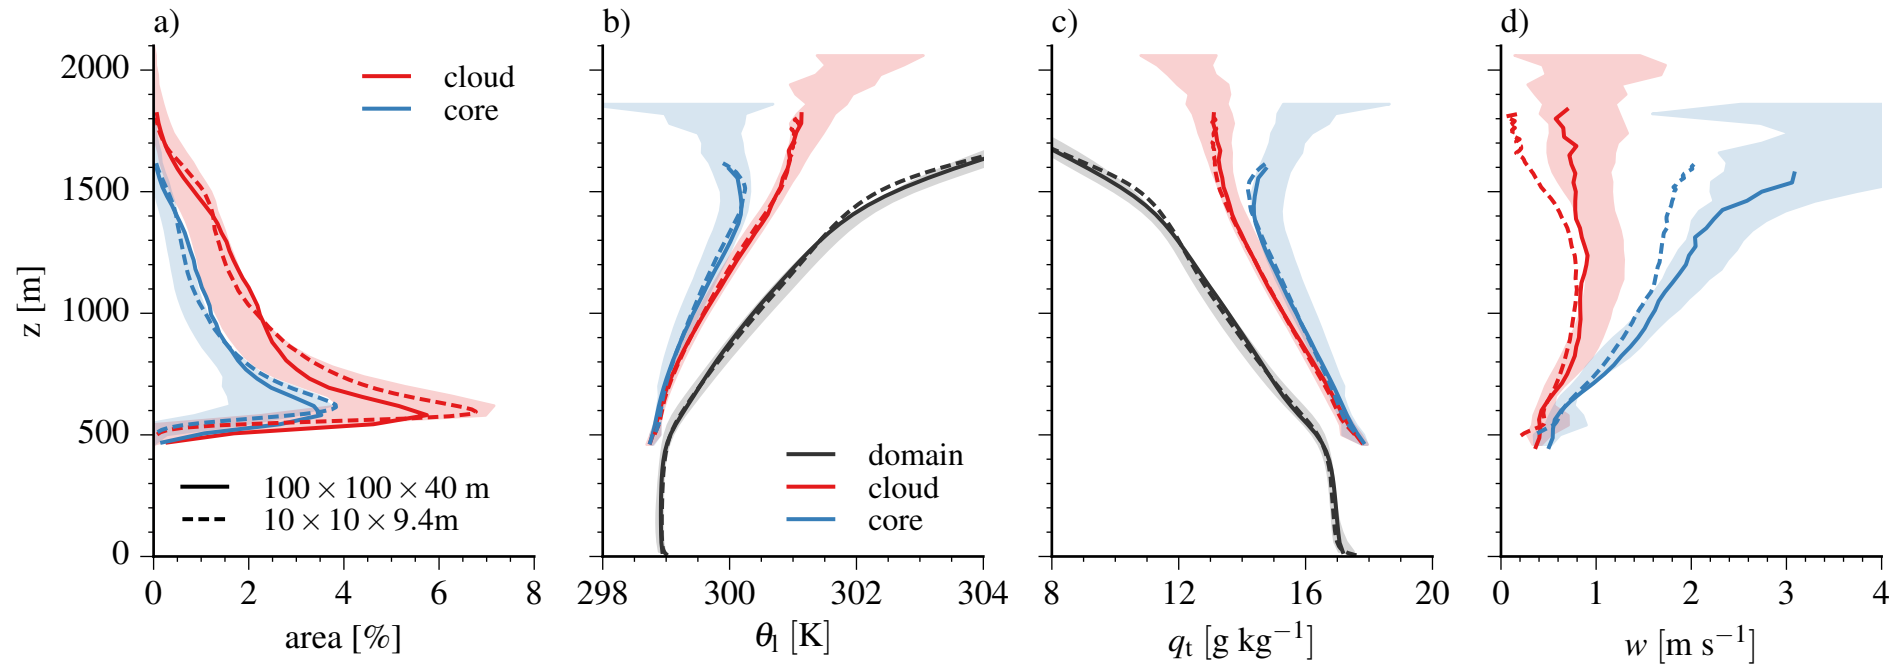 a)
b)
c)
d)
cloud
core
2000
1500
1000
500
0
z [m]
100 × 100 × 40 m
10 × 10 × 9.4m
domain
cloud
core
0 2 4 6 8
298 300 302 304
8 12 16 20
0 1 2 3 4
area [%]
θl [K]
qt [g kg⁻¹]
w [m s⁻¹]